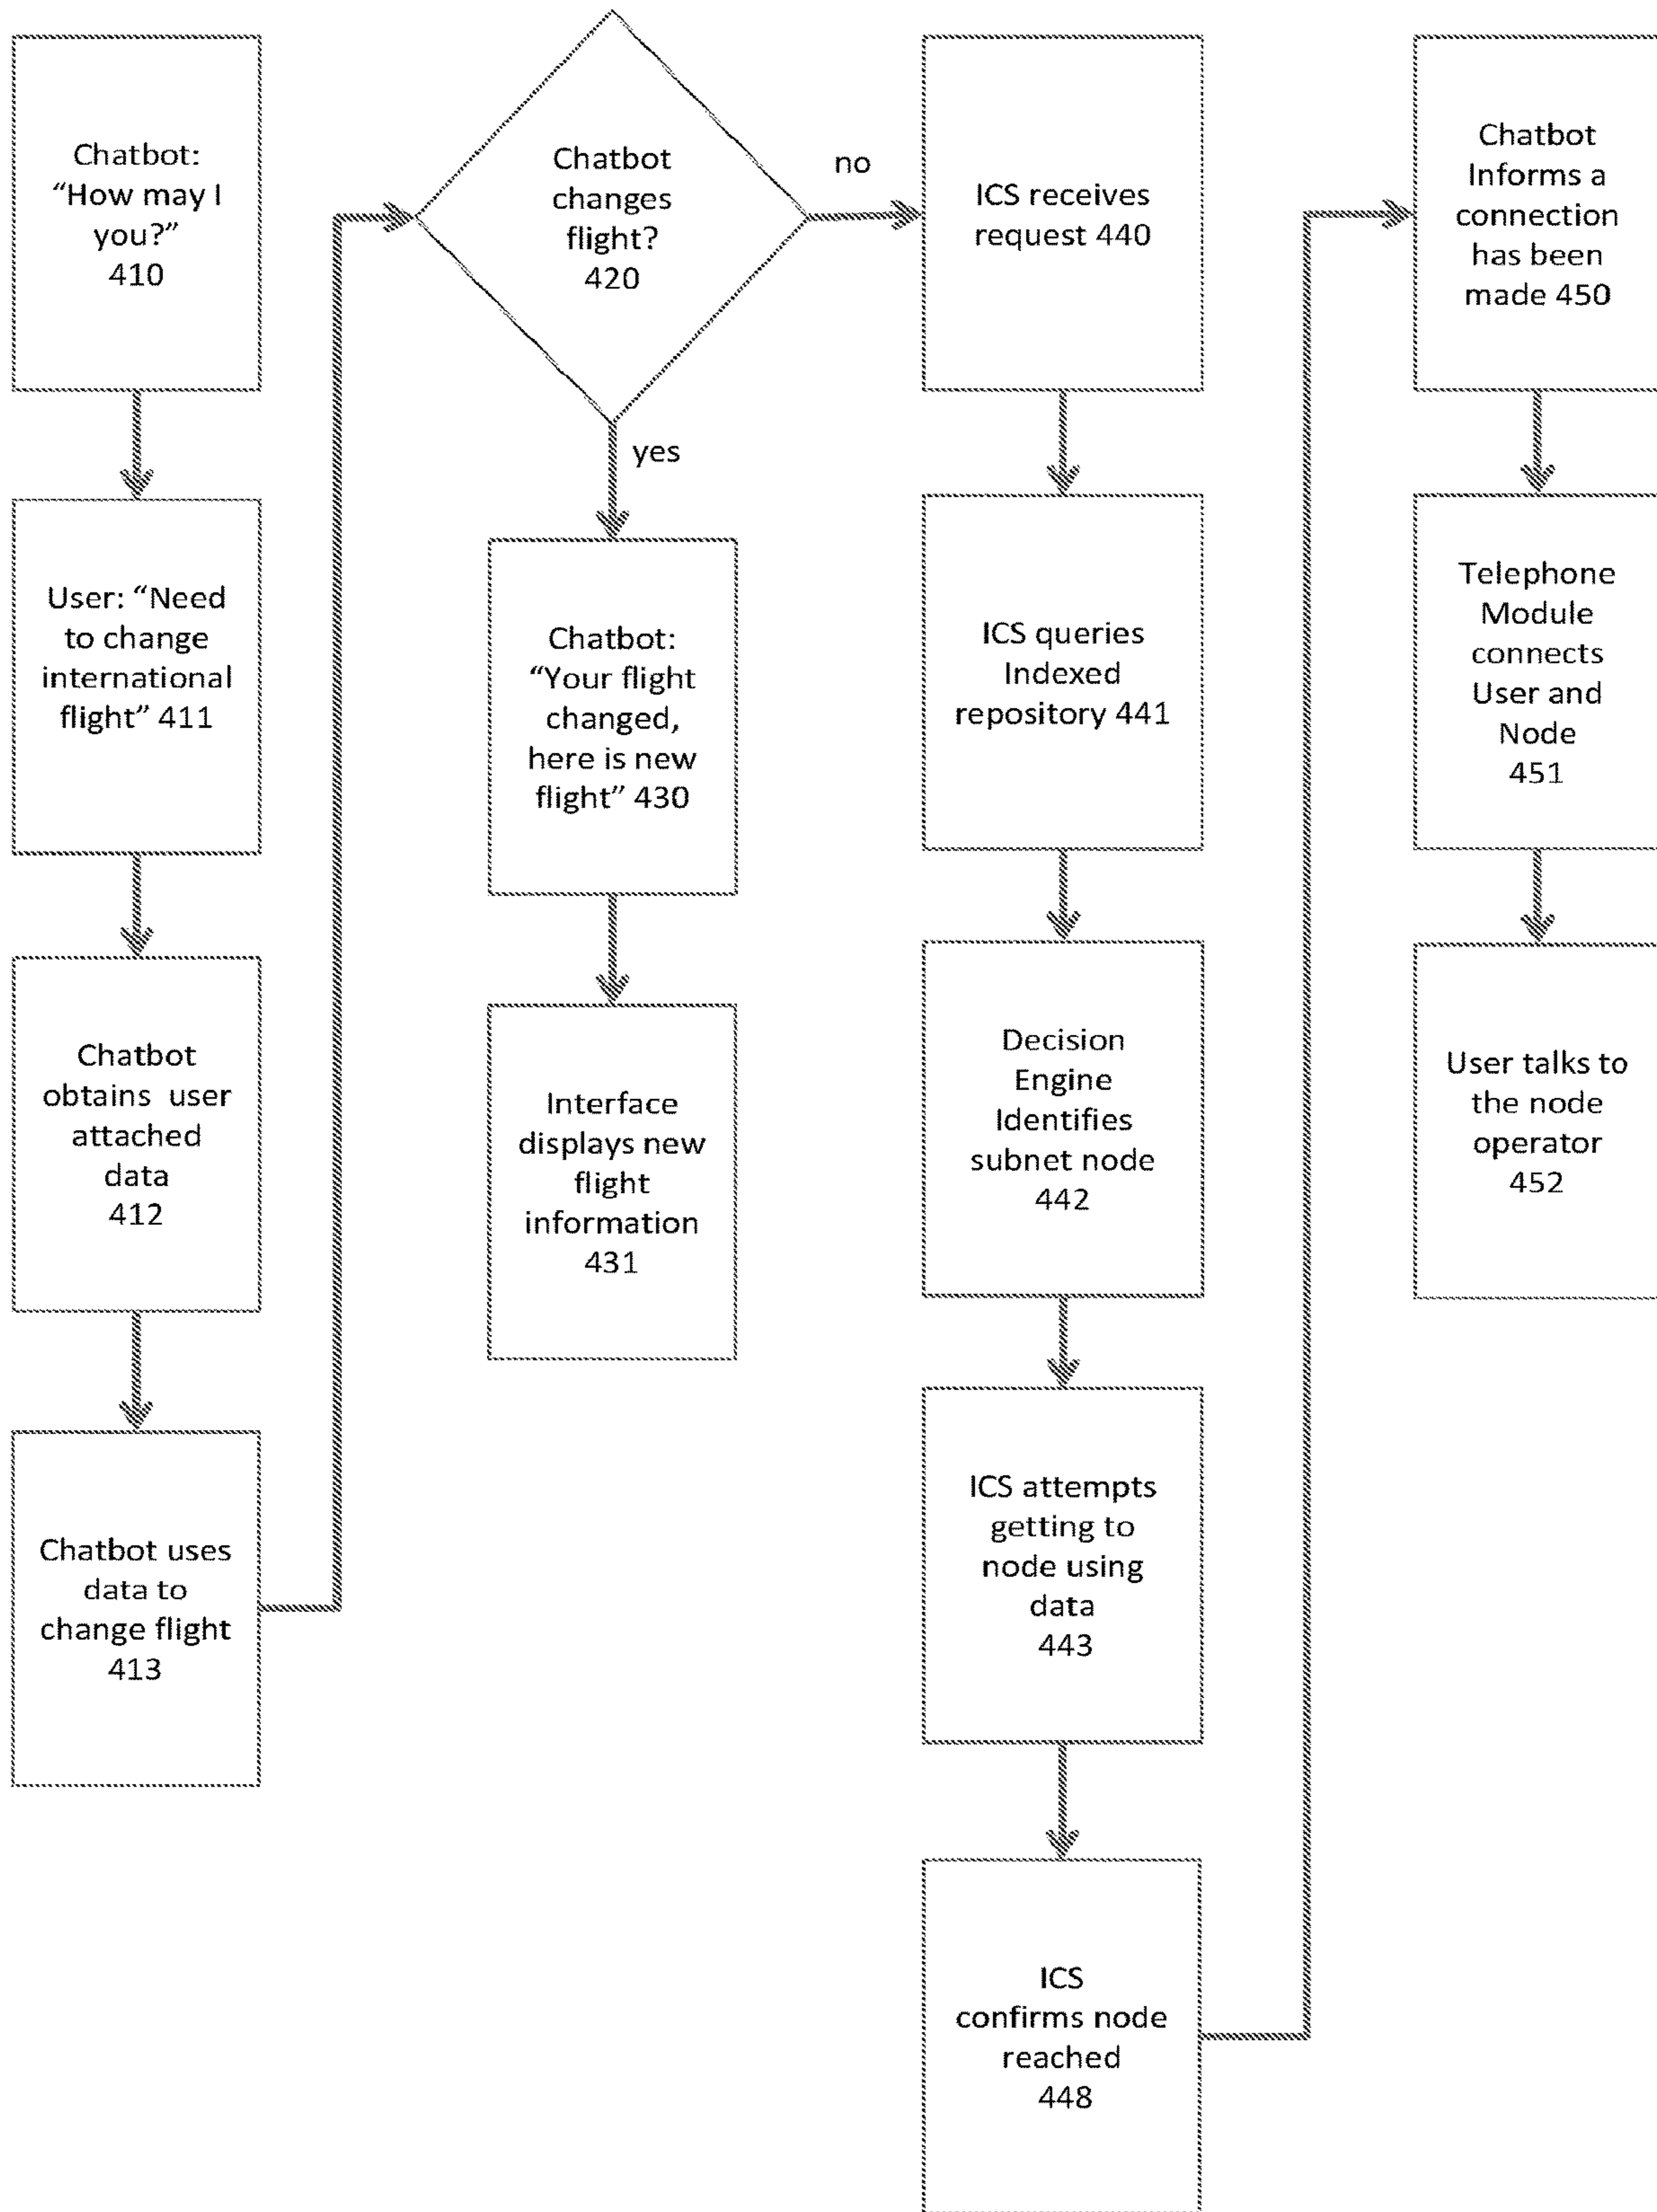 Chatbot:
“How may I
you?”
410
User: “Need
to change
international
flight” 411
Chatbot
obtains user
attached
data
412
Chatbot uses
data to
change flight
413
Chatbot
changes
flight?
420
no
yes
Chatbot:
“Your flight
changed,
here is new
flight” 430
Interface
displays new
flight
information
431
ICS receives
request 440
ICS queries
Indexed
repository 441
Decision
Engine
Identifies
subnet node
442
ICS attempts
getting to
node using
data
443
ICS
confirms node
reached
448
Chatbot
Informs a
connection
has been
made 450
Telephone
Module
connects
User and
Node
451
User talks to
the node
operator
452